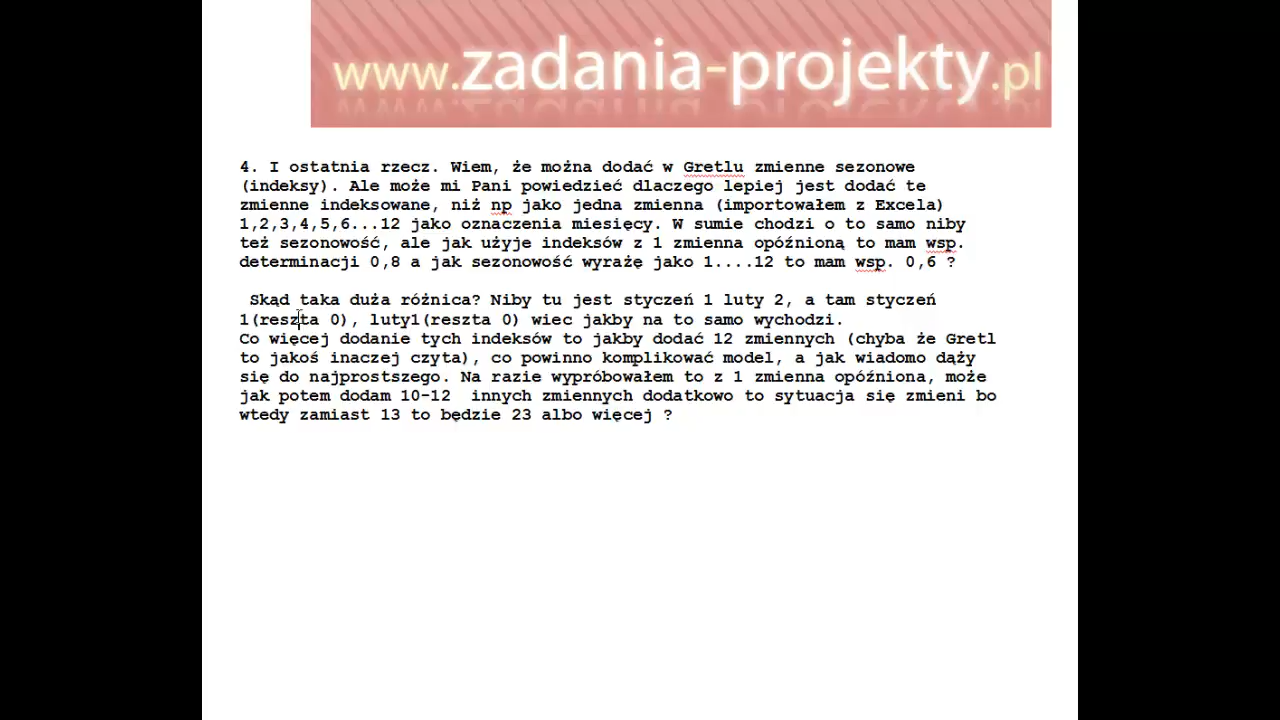 www.zadania-projekty.pl
4. I ostatnia rzecz. Wiem, że można dodać w Gretlu zmienne sezonowe
(indeksy). Ale może mi Pani powiedzieć dlaczego lepiej jest dodać te
zmienne indeksowane, niż np jako jedna zmienna (importowałem z Excela)
1,2,3,4,5,6...12 jako oznaczenia miesięcy. W sumie chodzi o to samo niby
też sezonowość, ale jak użyje indeksów z 1 zmienna opóźnioną to mam wsp.
determinacji 0,8 a jak sezonowość wyrażę jako 1....12 to mam wsp. 0,6 ?
Skąd taka duża różnica? Niby tu jest styczeń 1 luty 2, a tam styczeń
1(reszta 0), luty1(reszta 0) wiec jakby na to samo wychodzi.
Co więcej dodanie tych indeksów to jakby dodać 12 zmiennych (chyba że Gretl
to jakoś inaczej czyta), co powinno komplikować model, a jak wiadomo dąży
się do najprostszego. Na razie wypróbowałem to z 1 zmienna opóźniona, może
jak potem dodam 10-12  innych zmiennych dodatkowo to sytuacja się zmieni bo
wtedy zamiast 13 to będzie 23 albo więcej ?